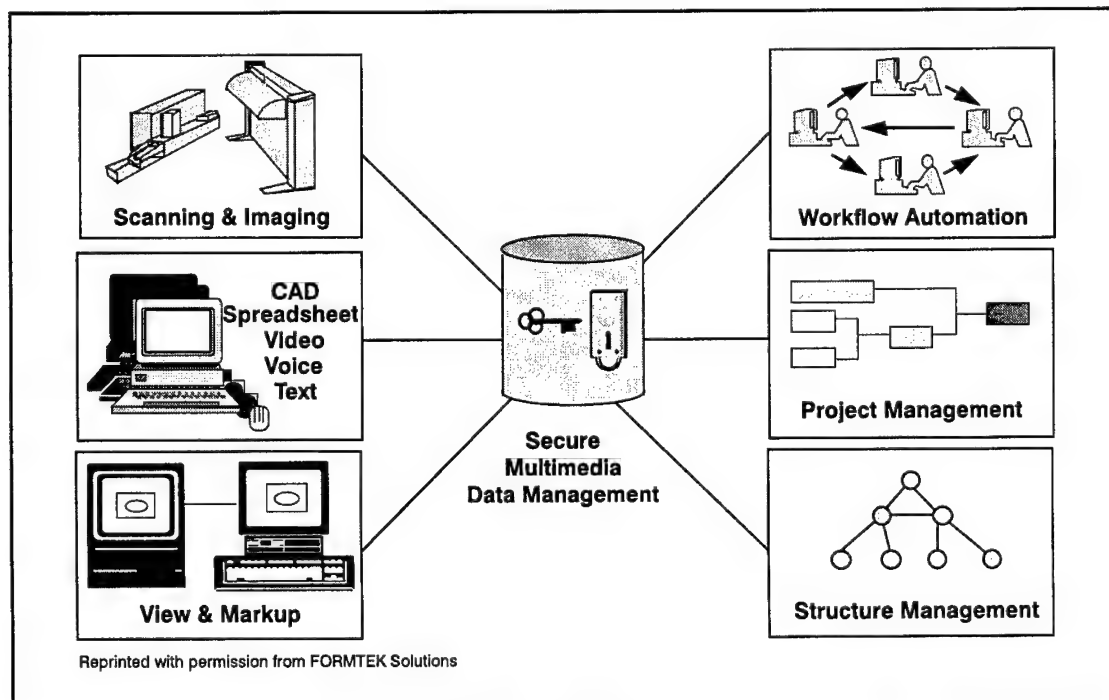 Scanning & Imaging
CAD
Spreadsheet
Video
Voice
Text
View & Markup
Secure
Multimedia
Data Management
Workflow Automation
Project Management
Structure Management
Reprinted with permission from FORMTEK Solutions